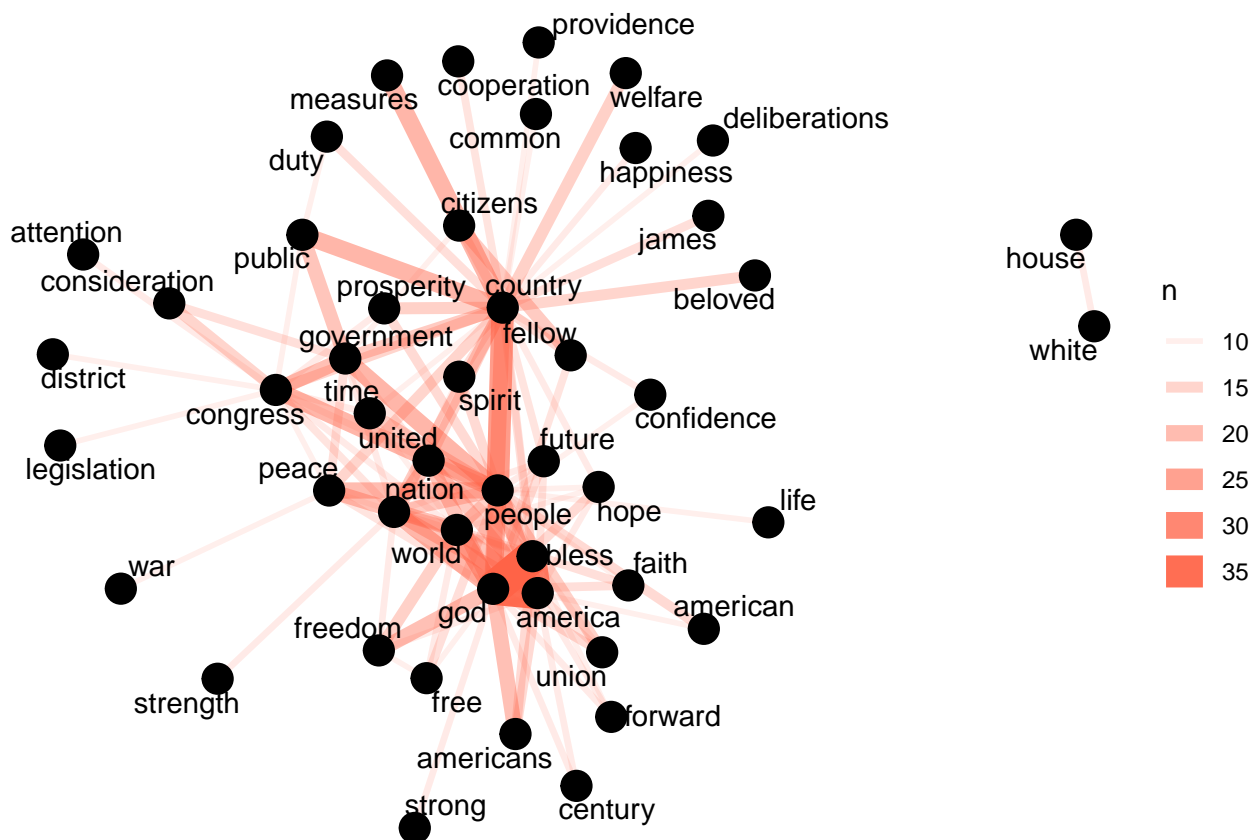 providence
cooperation
measures
welfare
common
deliberations
duty
happiness
citizens
attention
public
james
house
consideration
prosperity
country
beloved
n
government
fellow
10
white
district
time
spirit
15
congress
confidence
20
united
future
legislation
peace
25
nation
people
hope
life
30
world
bless
war
faith
35
god
america
american
freedom
union
strength
free
forward
americans
strong
century